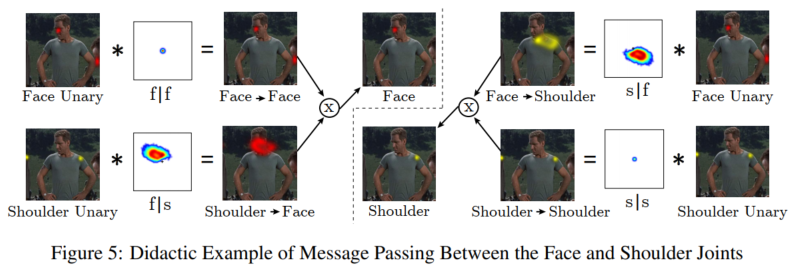 * = * =
Face Unary f|f Face → Face Face Face → Shoulder s|f Face Unary
X X
* = = *
Shoulder Unary f|s Shoulder → Face Shoulder Shoulder → Shoulder s|s Shoulder Unary
Figure 5: Didactic Example of Message Passing Between the Face and Shoulder Joints